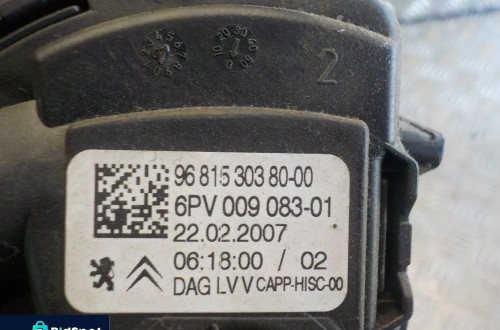 2
96 815 303 80-00
6PV 009 083-01
22.02.2007
06:18:00 / 02
DAG LV V CAPP-HISC-00
BidSpot